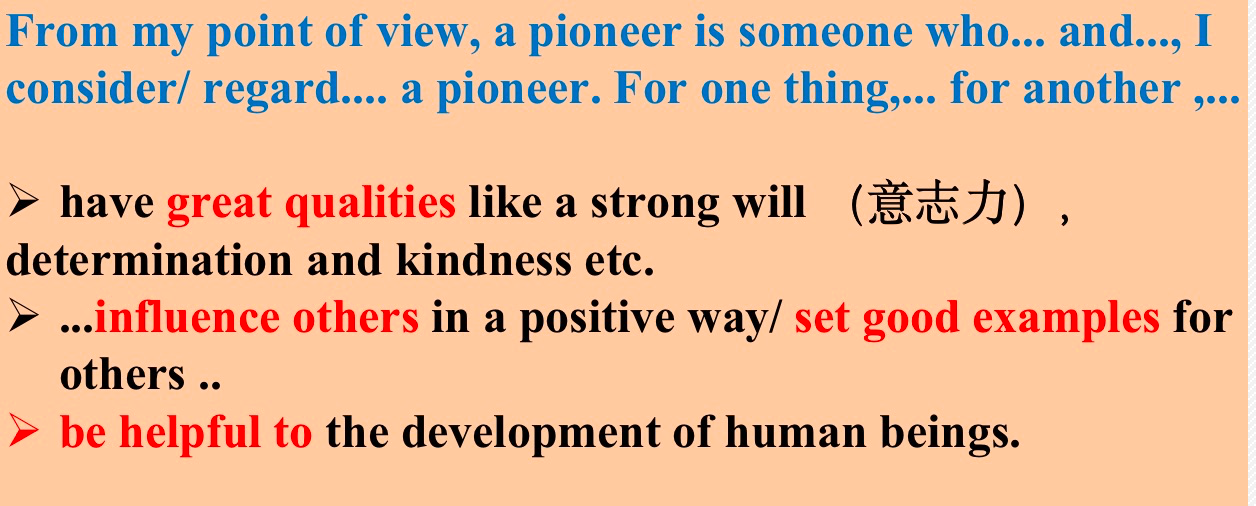 From my point of view, a pioneer is someone who... and..., I
consider/ regard.... a pioneer. For one thing,... for another ,...
➢ have great qualities like a strong will （意志力）,
determination and kindness etc.
➢ ...influence others in a positive way/ set good examples for
others ..
➢ be helpful to the development of human beings.